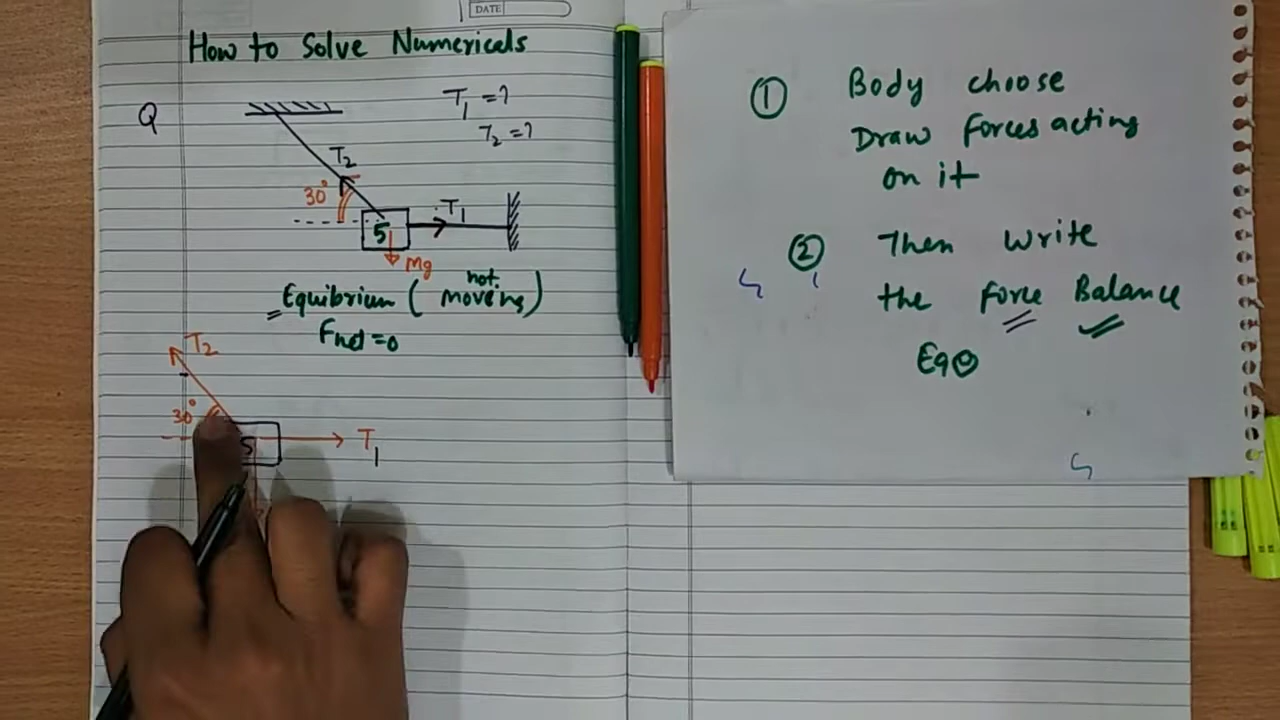 DATE
How to Solve Numericals
Q
T1 = ?
T2 = ?
T2
30°
T1
5
Mg
Equibrium ( not moveing )
Fnet = 0
T2
30°
5
T1
① Body choose
Draw forces acting
on it
② Then write
the force Balance
Eq